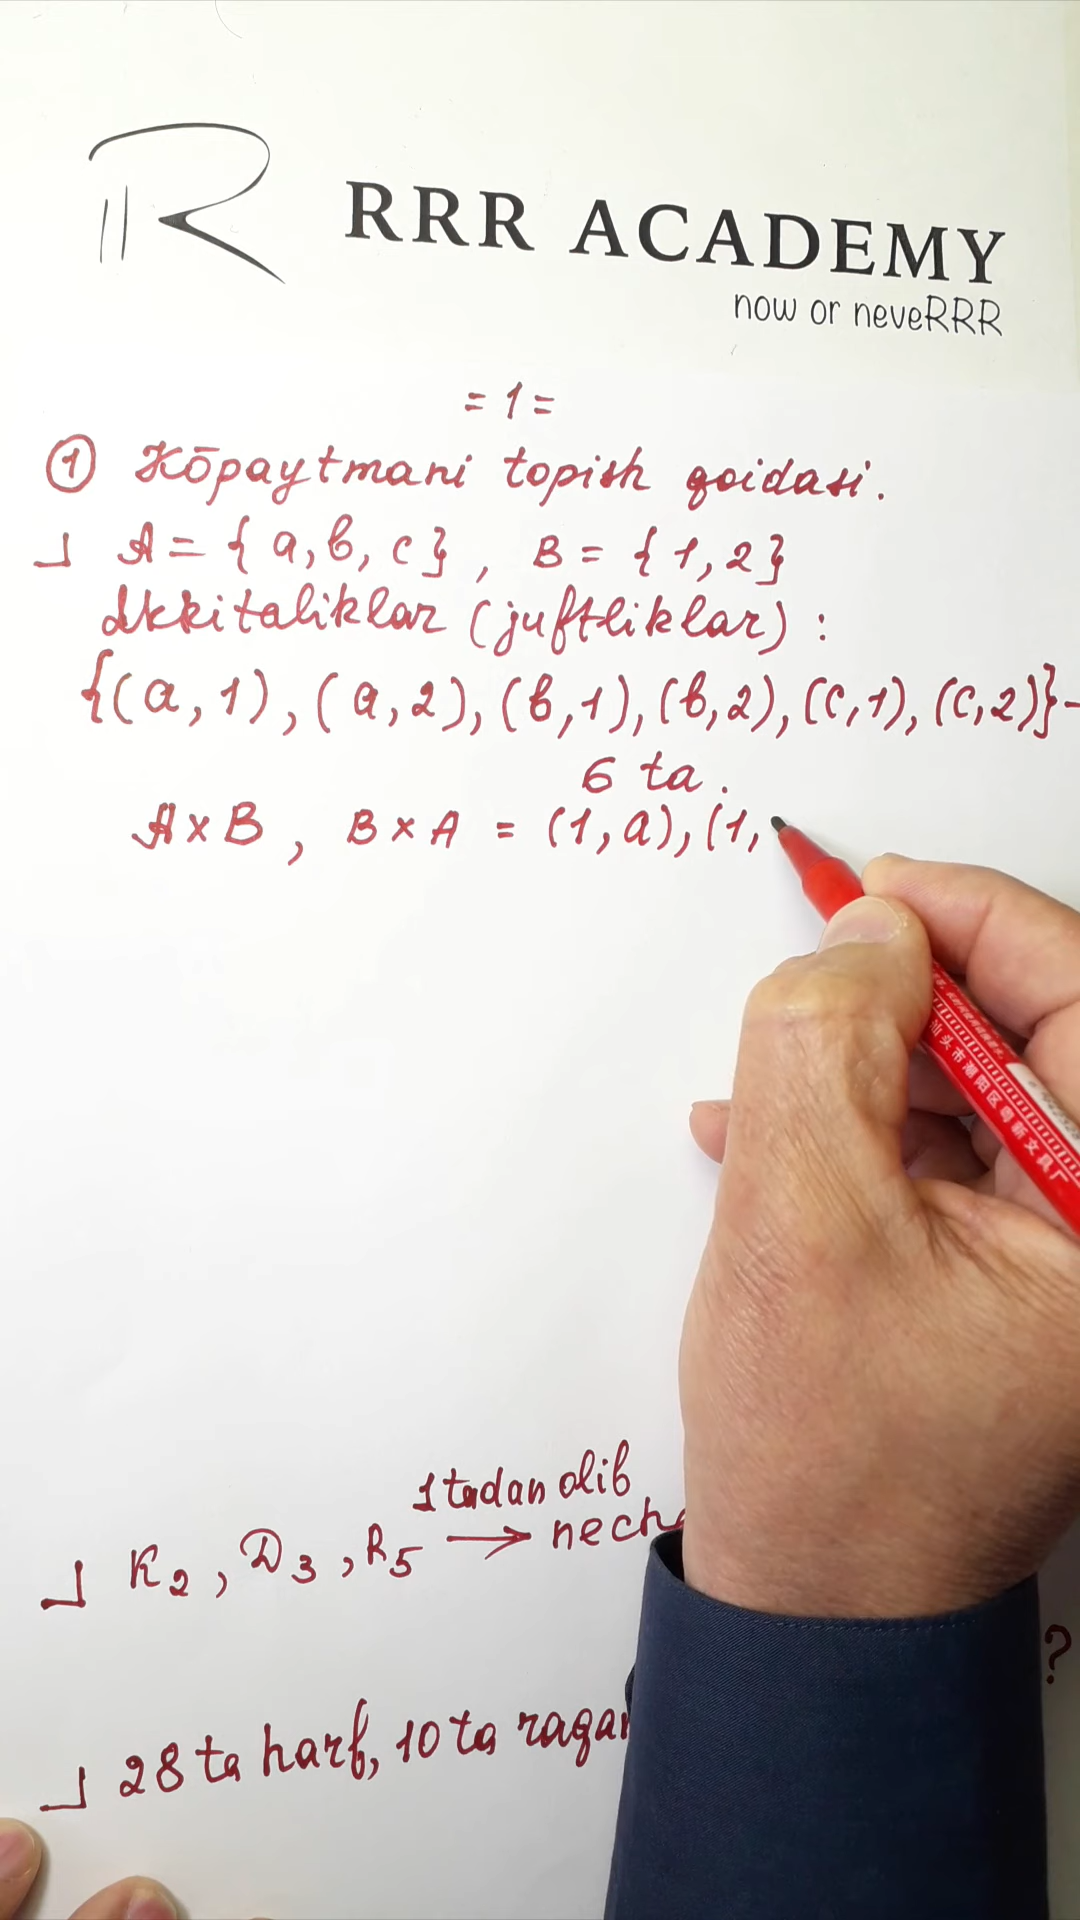 RRR ACADEMY
now or neveRRR
= 1 =
① Kōpaytmani topish qoidasi.
⅃ A = { a, b, c } , B = { 1, 2 }
Ikkitaliklar (juftliklar) :
{(a, 1), (a, 2), (b, 1), (b, 2), (c, 1), (c, 2)} -
6 ta.
A × B , B × A = (1, a), (1,
1 tadan olib
⅃ K₂ , D₃ , R₅ → nech
?
⅃ 28 ta harf, 10 ta raqa